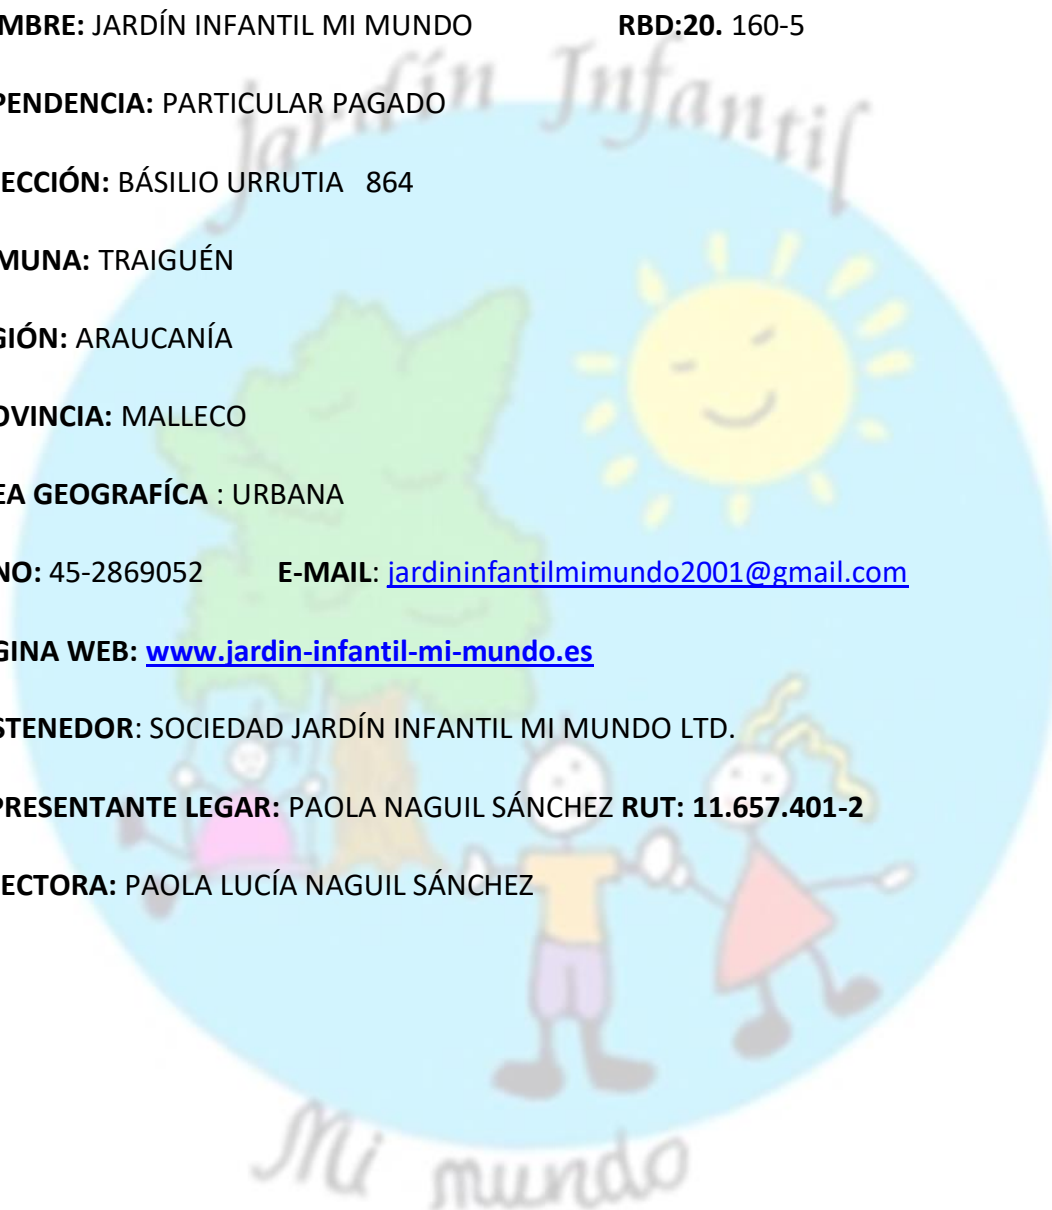 MBRE: JARDÍN INFANTIL MI MUNDO RBD:20. 160-5
PENDENCIA: PARTICULAR PAGADO
ECCIÓN: BÁSILIO URRUTIA 864
MUNA: TRAIGUÉN
GIÓN: ARAUCANÍA
OVINCIA: MALLECO
EA GEOGRAFÍCA : URBANA
NO: 45-2869052 E-MAIL: jardininfantilmimundo2001@gmail.com
GINA WEB: www.jardin-infantil-mi-mundo.es
STENEDOR: SOCIEDAD JARDÍN INFANTIL MI MUNDO LTD.
PRESENTANTE LEGAR: PAOLA NAGUIL SÁNCHEZ RUT: 11.657.401-2
ECTORA: PAOLA LUCÍA NAGUIL SÁNCHEZ
Jardín Infantil
Mi mundo